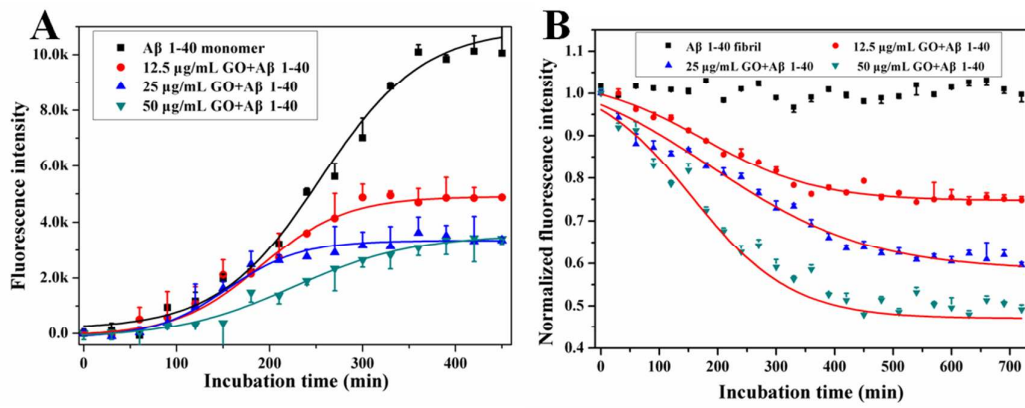 A
Aβ 1-40 monomer
12.5 µg/mL GO+Aβ 1-40
25 µg/mL GO+Aβ 1-40
50 µg/mL GO+Aβ 1-40
Fluorescence intensity
10.0k
8.0k
6.0k
4.0k
2.0k
0.0
0 100 200 300 400
Incubation time (min)
B
Aβ 1-40 fibril 12.5 µg/mL GO+Aβ 1-40
25 µg/mL GO+Aβ 1-40 50 µg/mL GO+Aβ 1-40
Normalized fluorescence intensity
1.1
1.0
0.9
0.8
0.7
0.6
0.5
0.4
0 100 200 300 400 500 600 700
Incubation time (min)